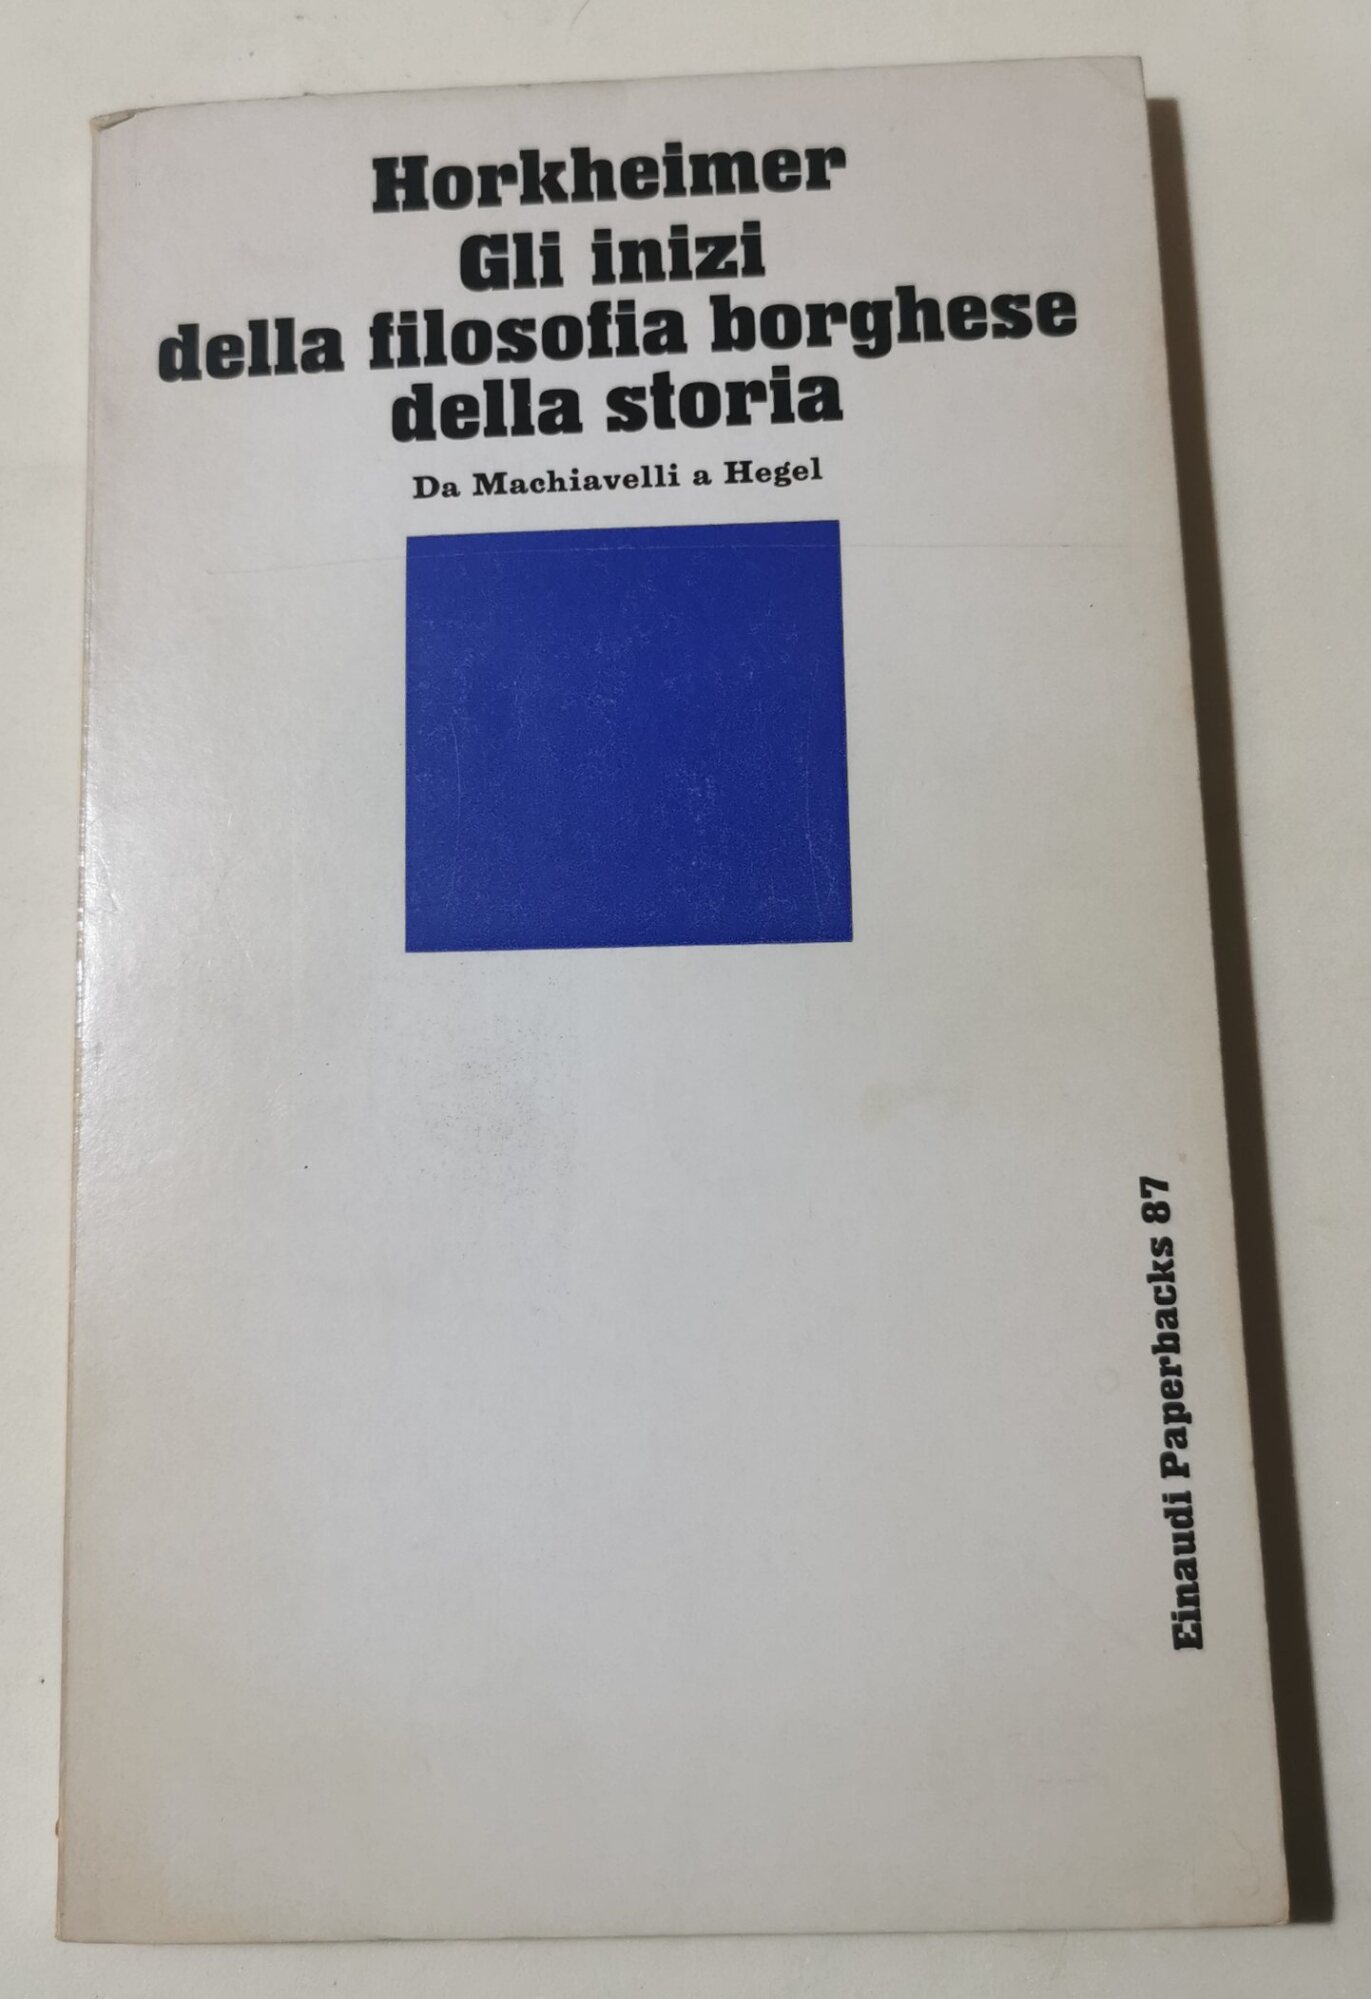 Horkheimer
Gli inizi
della filosofia borghese
della storia
Da Machiavelli a Hegel
Einaudi Paperbacks 87